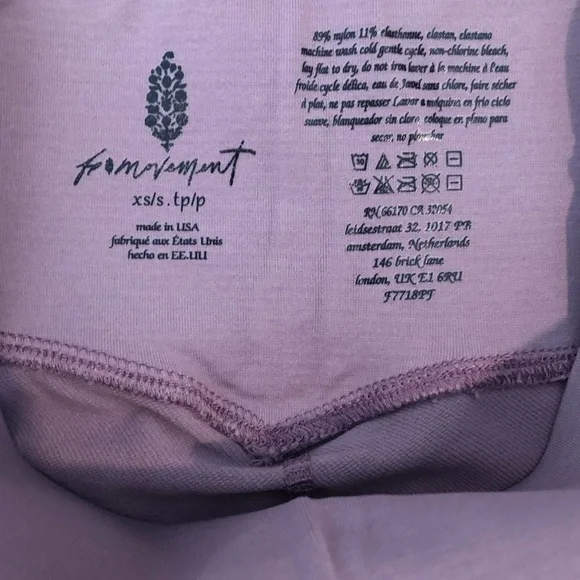 fp movement
xs/s . tp/p
made in USA
fabriqué aux États Unis
hecho en EE.UU
89% nylon 11% elasthanne, elastan, elastano
machine wash cold gentle cycle, non-chlorine bleach,
lay flat to dry, do not iron laver à la machine à l'eau
froide cycle délica, eau de Javel sans chlore, faire sécher
à plat, ne pas repasser Lavar a máquina en frío ciclo
suave, blanqueador sin cloro, coloque en plano para
secar, no planchar
RN 66170 CA 32054
leidsestraat 32, 1017 PB
amsterdam, Netherlands
146 brick lane
london, UK E1 6RU
F7718PT